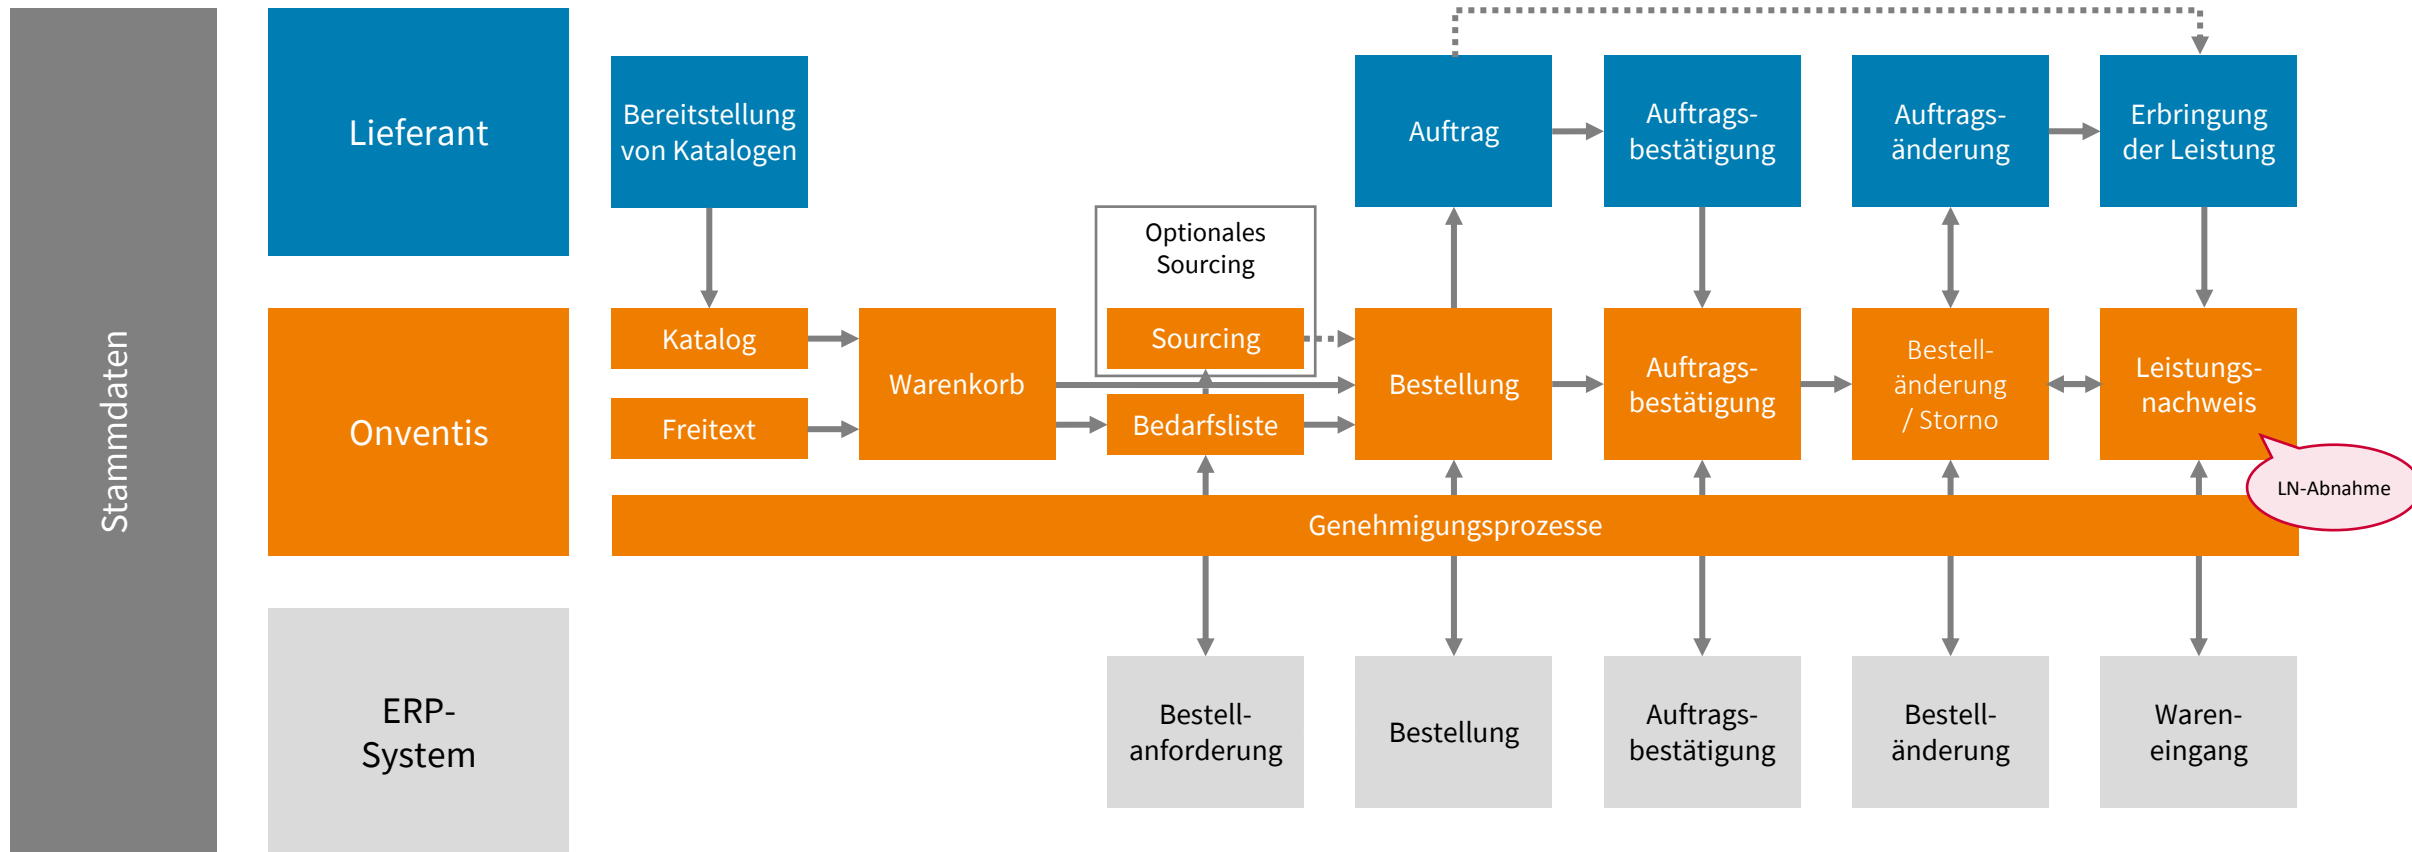 Stammdaten
Lieferant
Bereitstellung
von Katalogen
Auftrag
Auftrags-
bestätigung
Auftrags-
änderung
Erbringung
der Leistung
Optionales
Sourcing
Onventis
Katalog
Freitext
Warenkorb
Sourcing
Bedarfsliste
Bestellung
Auftrags-
bestätigung
Bestell-
änderung
/ Storno
Leistungs-
nachweis
LN-Abnahme
Genehmigungsprozesse
ERP-
System
Bestell-
anforderung
Bestellung
Auftrags-
bestätigung
Bestell-
änderung
Waren-
eingang